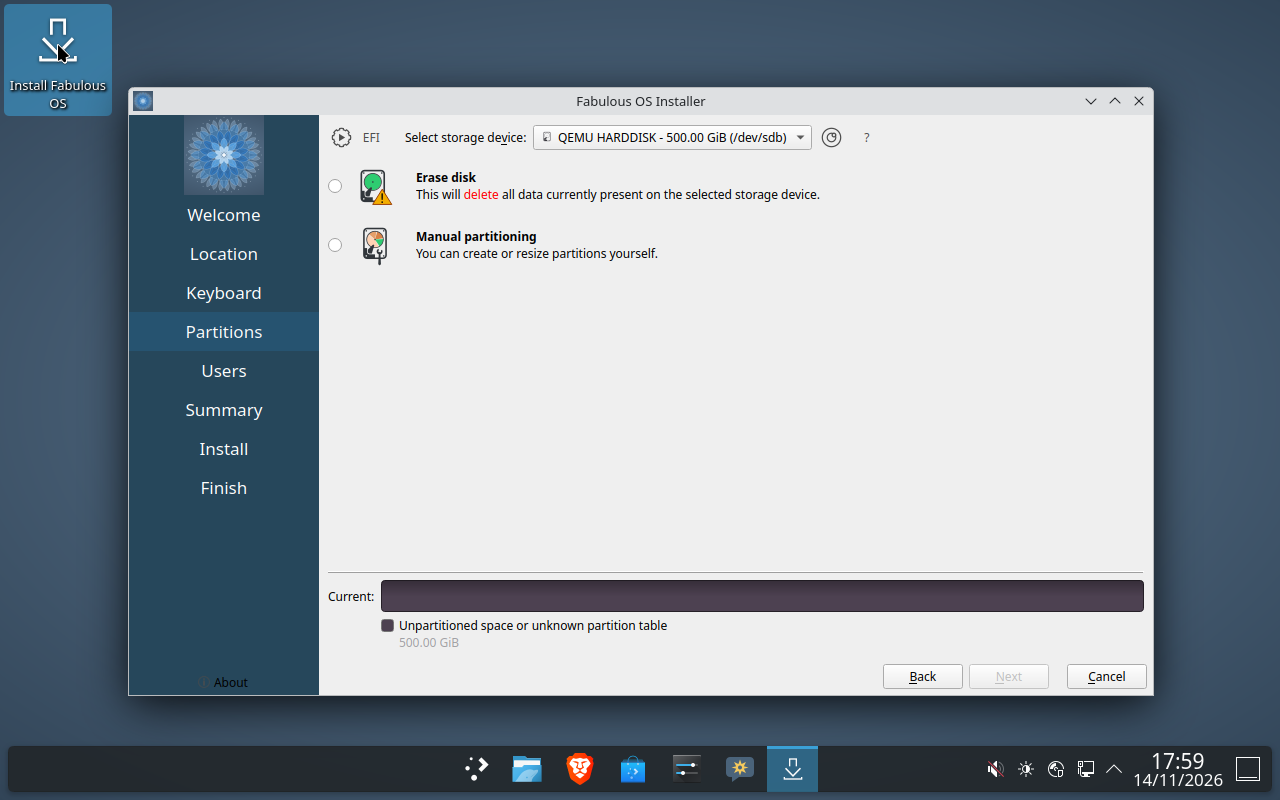 Install Fabulous
OS
Fabulous OS Installer
Welcome
Location
Keyboard
Partitions
Users
Summary
Install
Finish
About
EFI
Select storage device:
QEMU HARDDISK - 500.00 GiB (/dev/sdb)
?
Erase disk
This will delete all data currently present on the selected storage device.
Manual partitioning
You can create or resize partitions yourself.
Current:
Unpartitioned space or unknown partition table
500.00 GiB
Back
Next
Cancel
17:59
14/11/2026